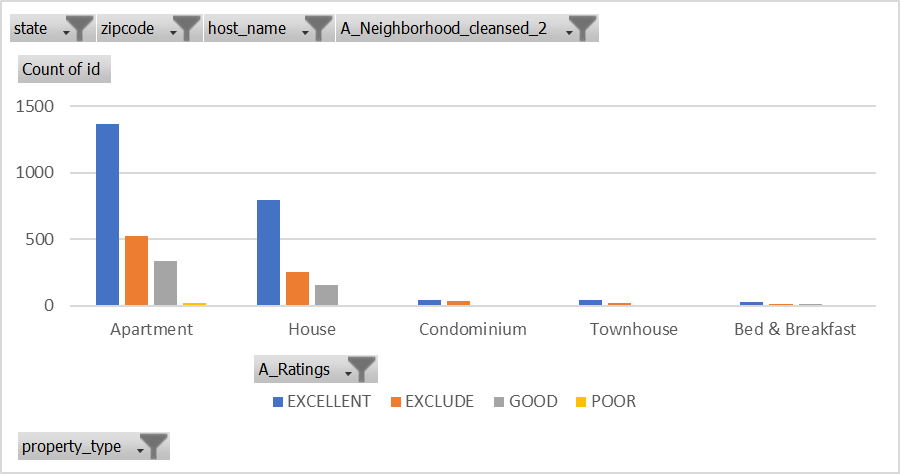 state zipcode host_name A_Neighborhood_cleansed_2
Count of id
1500
1000
500
0
Apartment House Condominium Townhouse Bed & Breakfast
A_Ratings
EXCELLENT EXCLUDE GOOD POOR
property_type